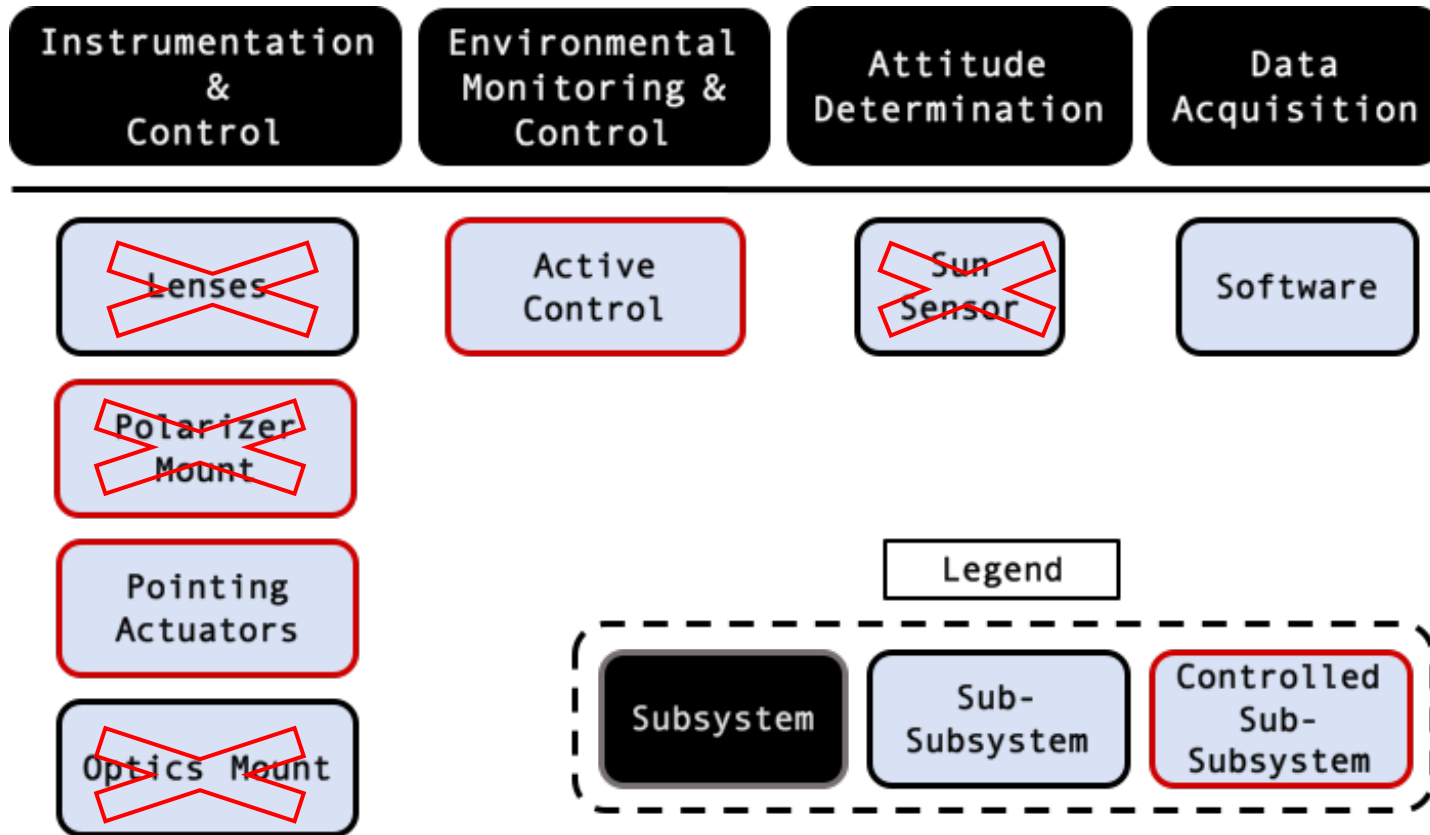 Instrumentation
&
Control
Environmental
Monitoring &
Control
Attitude
Determination
Data
Acquisition
Lenses
Polarizer
Mount
Pointing
Actuators
Optics Mount
Active
Control
Sun
Sensor
Software
Legend
Subsystem
Sub-
Subsystem
Controlled
Sub-
Subsystem